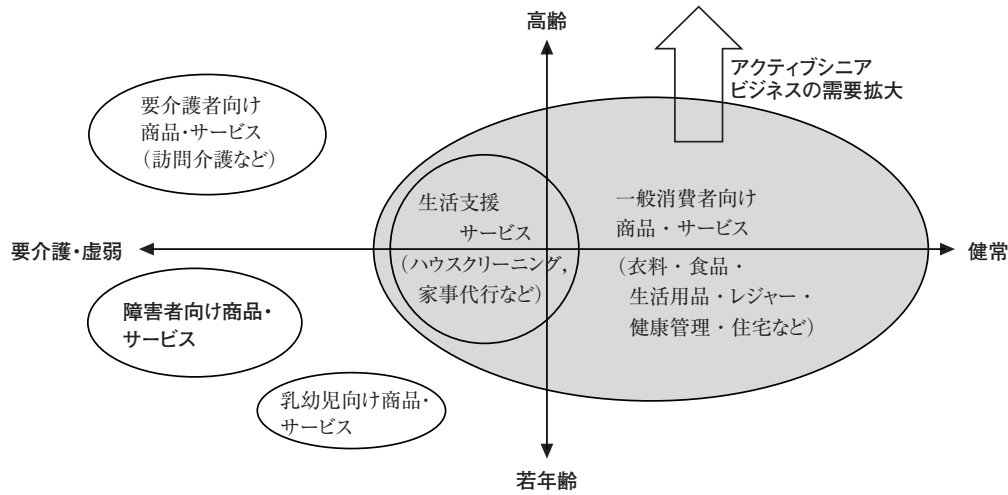 高齢
アクティブシニア
ビジネスの需要拡大
要介護者向け
商品・サービス
（訪問介護など）
生活支援
サービス
（ハウスクリーニング，
家事代行など）
一般消費者向け
商品・サービス
（衣料・食品・
生活用品・レジャー・
健康管理・住宅など）
要介護・虚弱
健常
障害者向け商品・
サービス
乳幼児向け商品・
サービス
若年齢